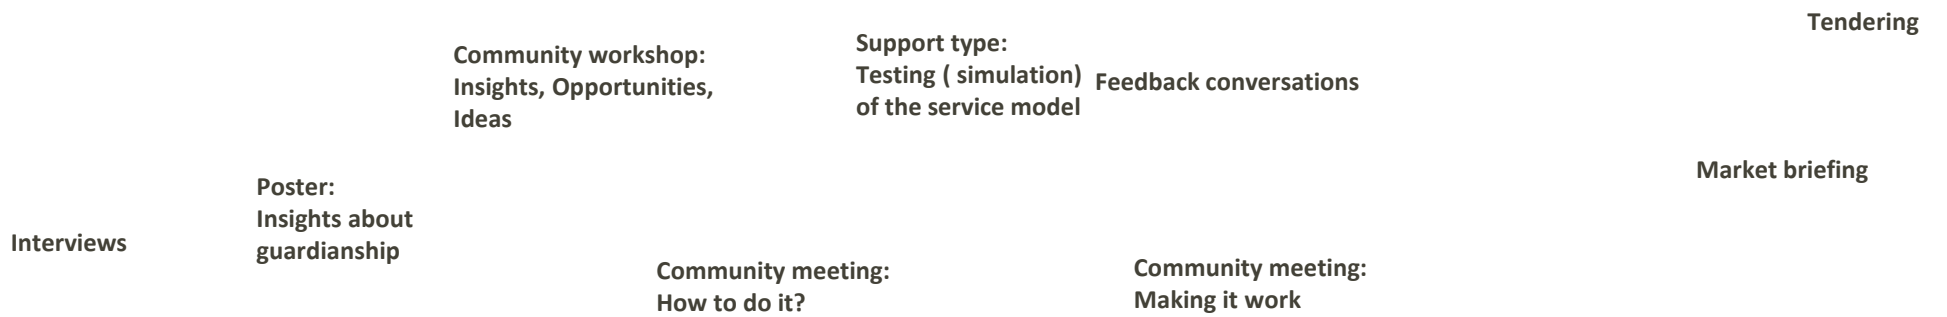 Interviews
Poster:
Insights about
guardianship
Community workshop:
Insights, Opportunities,
Ideas
Community meeting:
How to do it?
Support type:
Testing ( simulation)
of the service model
Feedback conversations
Community meeting:
Making it work
Market briefing
Tendering